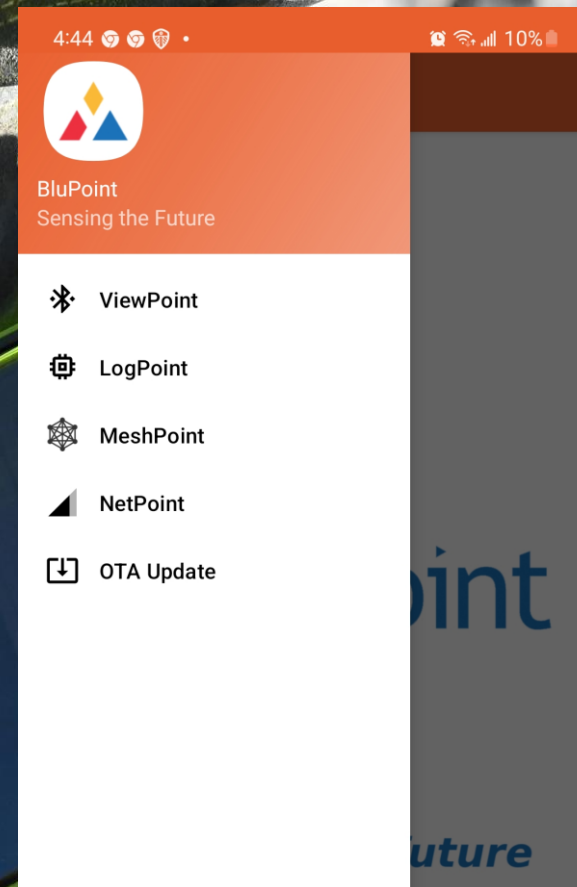 4:44
10%
BluPoint
Sensing the Future
ViewPoint
LogPoint
MeshPoint
NetPoint
OTA Update
oint
uture